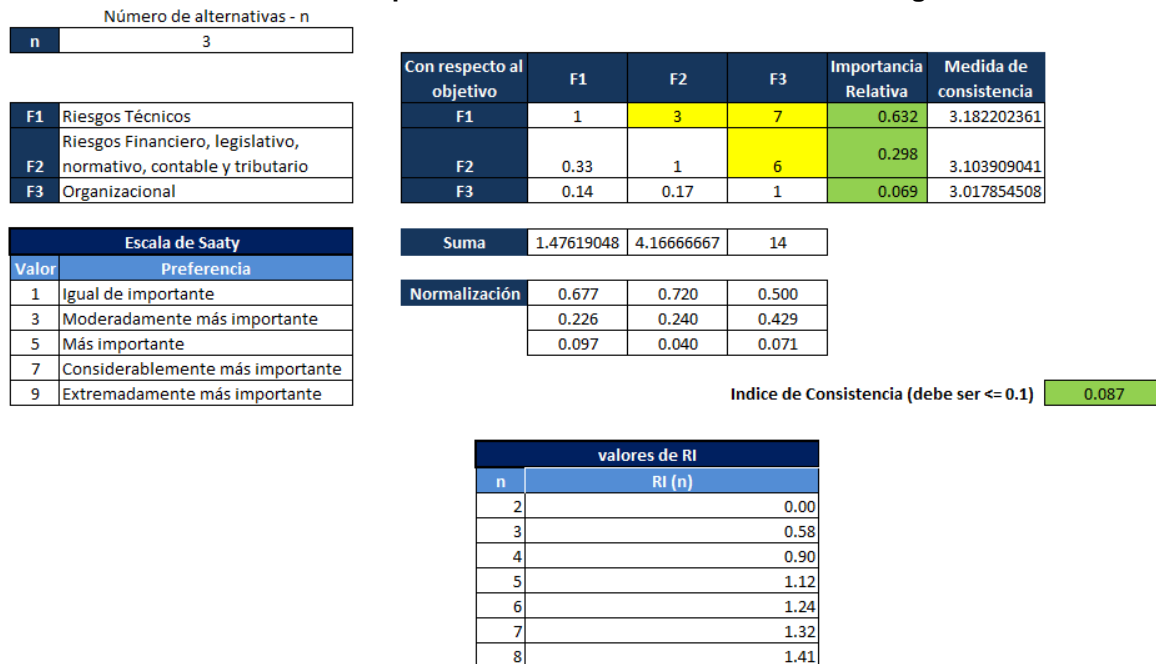 Número de alternativas - n
n 3
Con respecto al objetivo F1 F2 F3 Importancia Relativa Medida de consistencia
F1 1 3 7 0.632 3.182202361
F2 0.33 1 6 0.298 3.103909041
F3 0.14 0.17 1 0.069 3.017854508
F1 Riesgos Técnicos
F2 Riesgos Financiero, legislativo,
normativo, contable y tributario
F3 Organizacional
Suma 1.47619048 4.16666667 14
Normalización 0.677 0.720 0.500
0.226 0.240 0.429
0.097 0.040 0.071
Escala de Saaty
Valor Preferencia
1 Igual de importante
3 Moderadamente más importante
5 Más importante
7 Considerablemente más importante
9 Extremadamente más importante
Indice de Consistencia (debe ser <= 0.1) 0.087
valores de RI
n RI (n)
2 0.00
3 0.58
4 0.90
5 1.12
6 1.24
7 1.32
8 1.41